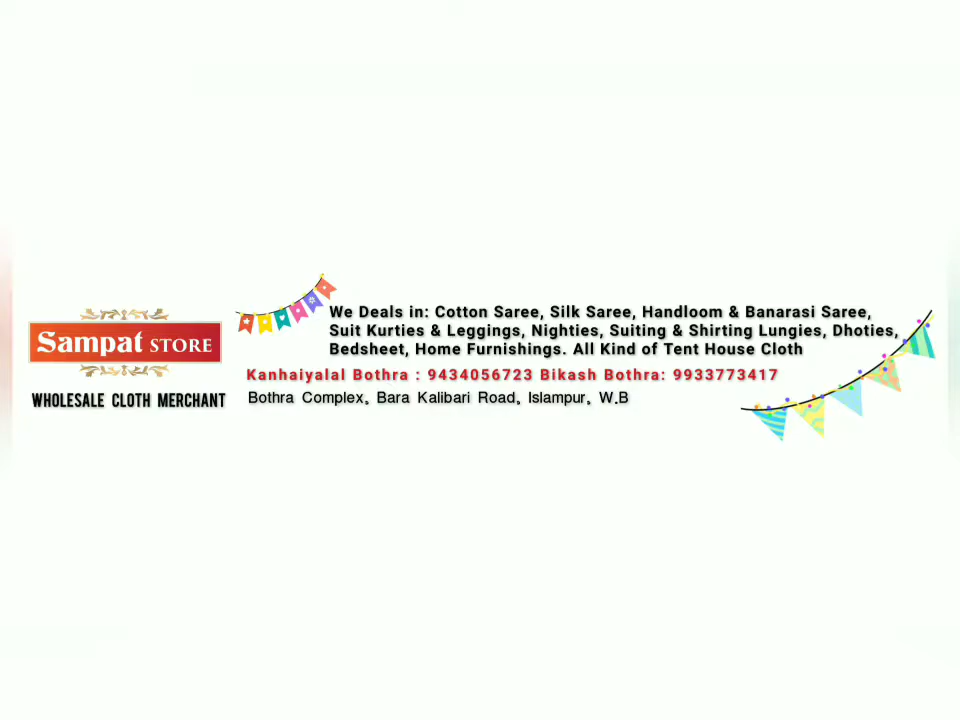 Sampat STORE
WHOLESALE CLOTH MERCHANT
We Deals in: Cotton Saree, Silk Saree, Handloom & Banarasi Saree,
Suit Kurties & Leggings, Nighties, Suiting & Shirting Lungies, Dhoties,
Bedsheet, Home Furnishings. All Kind of Tent House Cloth
Kanhaiyalal Bothra : 9434056723 Bikash Bothra: 9933773417
Bothra Complex, Bara Kalibari Road, Islampur, W.B